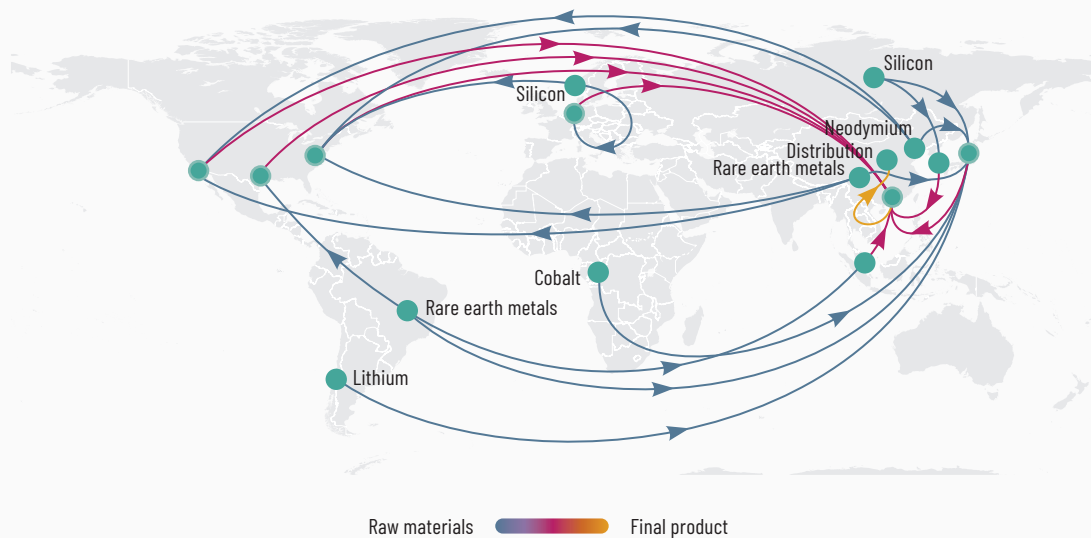 Silicon
Silicon
Neodymium
Distribution
Rare earth metals
Cobalt
Rare earth metals
Lithium
Raw materials
Final product